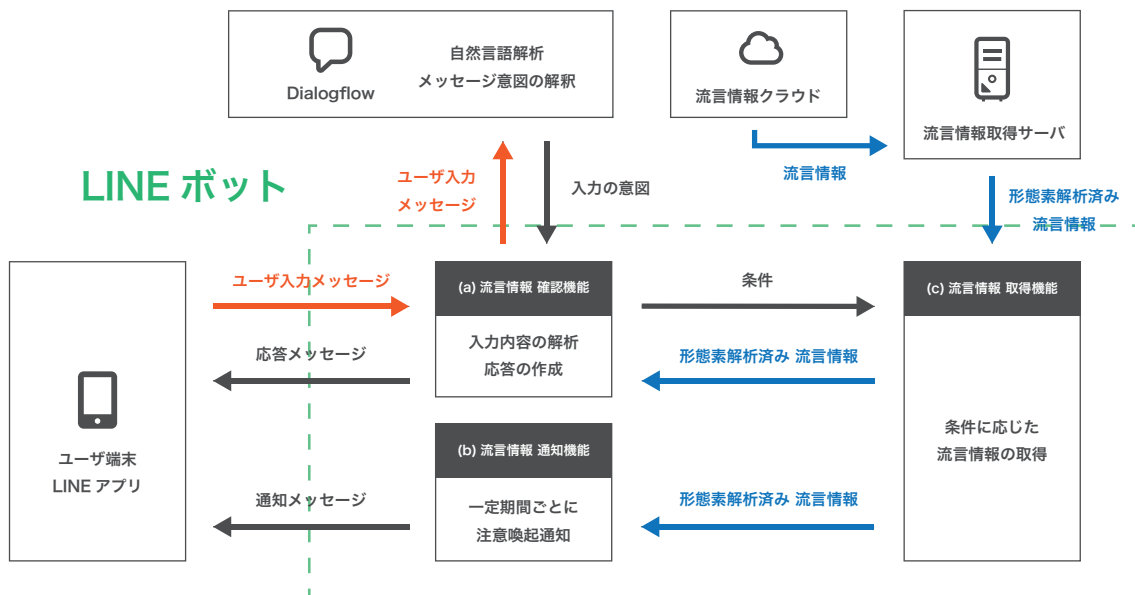 Dialogflow
自然言語解析
メッセージ意図の解釈
流言情報クラウド
流言情報取得サーバ
流言情報
形態素解析済み
流言情報
LINE ボット
ユーザ入力
メッセージ
入力の意図
ユーザ端末
LINE アプリ
ユーザ入力メッセージ
応答メッセージ
通知メッセージ
(a) 流言情報 確認機能
入力内容の解析
応答の作成
(b) 流言情報 通知機能
一定期間ごとに
注意喚起通知
条件
形態素解析済み 流言情報
形態素解析済み 流言情報
(c) 流言情報 取得機能
条件に応じた
流言情報の取得